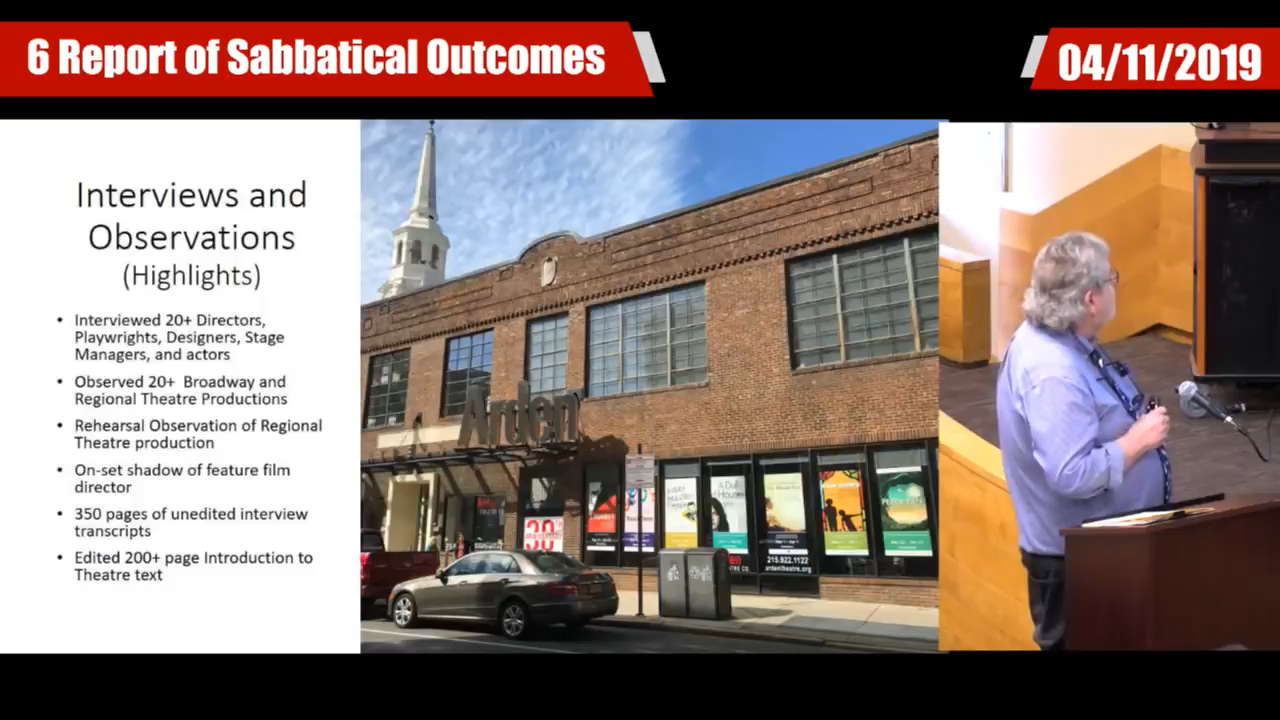 6 Report of Sabbatical Outcomes
04/11/2019
Interviews and
Observations
(Highlights)
• Interviewed 20+ Directors,
Playwrights, Designers, Stage
Managers, and actors
• Observed 20+ Broadway and
Regional Theatre Productions
• Rehearsal Observation of Regional
Theatre production
• On-set shadow of feature film
director
• 350 pages of unedited interview
transcripts
• Edited 200+ page Introduction to
Theatre text
Arden
30
215.922.1122
ardentheatre.org